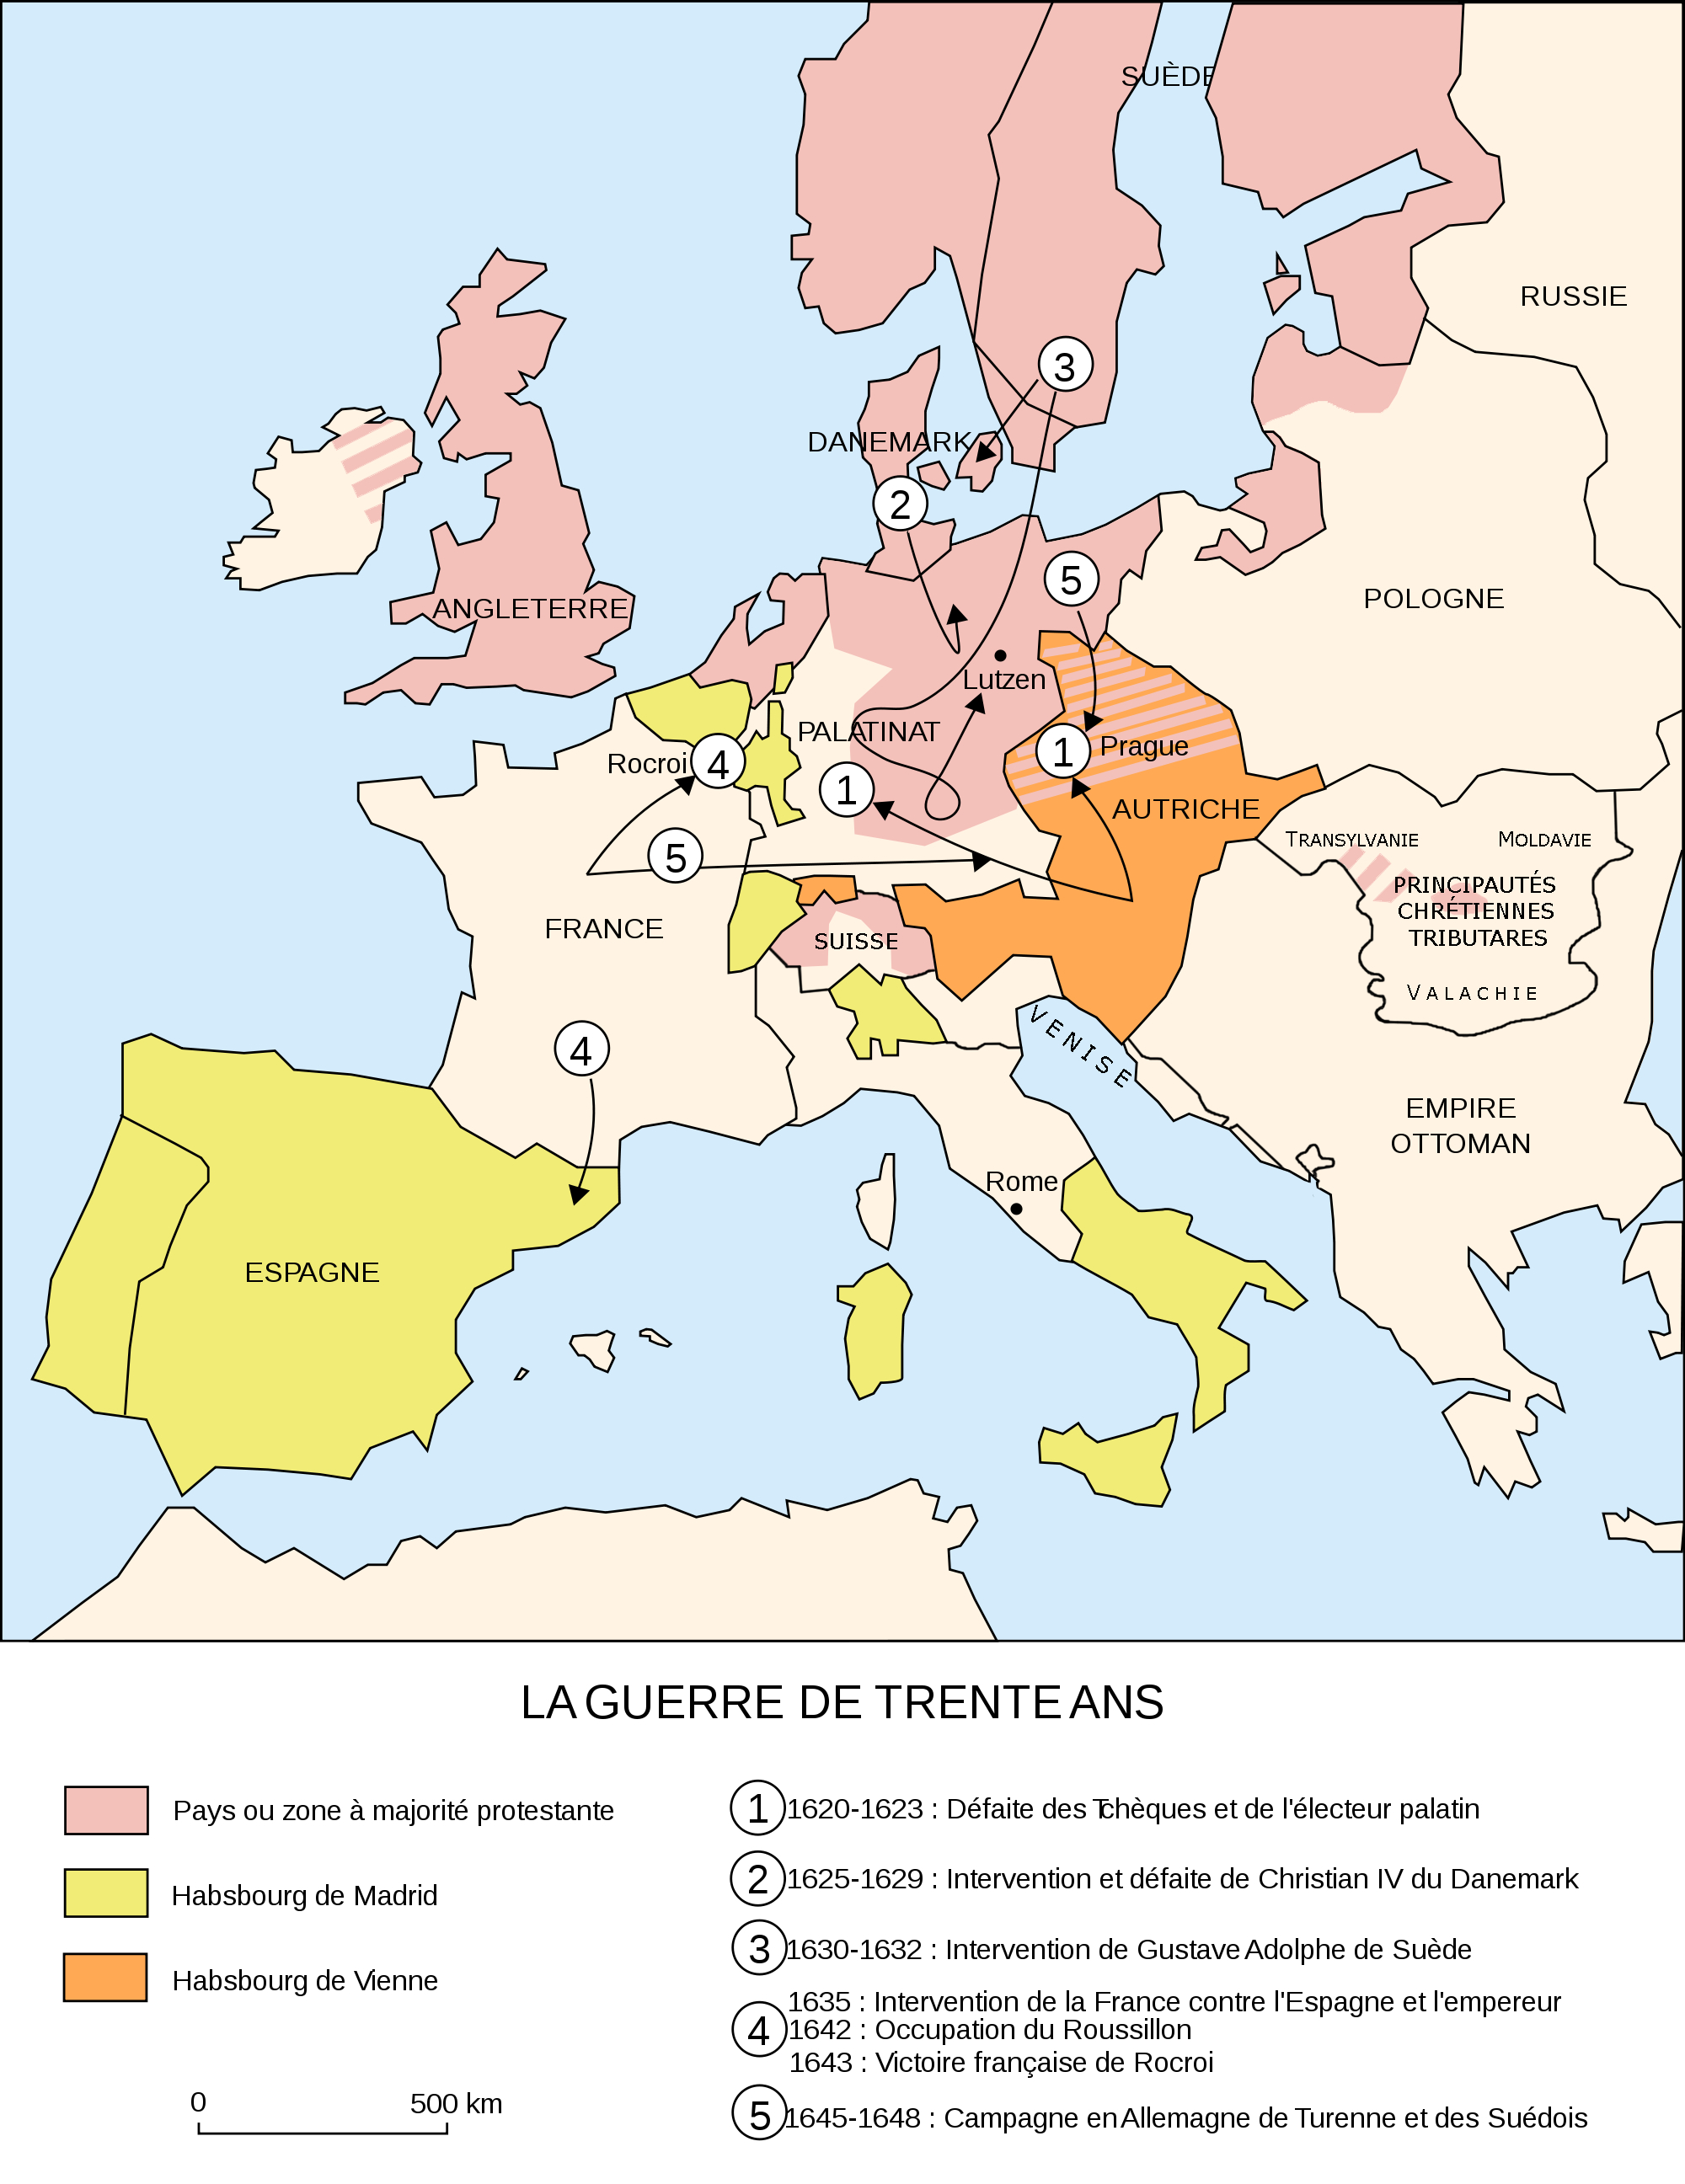 SUÈDE
RUSSIE
3
DANEMARK
2
5
ANGLETERRE
POLOGNE
Lutzen
PALATINAT
Rocroi
4
1
Prague
1
AUTRICHE
5
TRANSYLVANIE
MOLDAVIE
PRINCIPAUTÉS
CHRÉTIENNES
TRIBUTARES
FRANCE
SUISSE
VALACHIE
VENISE
4
EMPIRE
OTTOMAN
Rome
ESPAGNE
LA GUERRE DE TRENTE ANS
Pays ou zone à majorité protestante
Habsbourg de Madrid
Habsbourg de Vienne
0 500 km
1 1620-1623 : Défaite des Tchèques et de l'électeur palatin
2 1625-1629 : Intervention et défaite de Christian IV du Danemark
3 1630-1632 : Intervention de Gustave Adolphe de Suède
1635 : Intervention de la France contre l'Espagne et l'empereur
4 1642 : Occupation du Roussillon
1643 : Victoire française de Rocroi
5 1645-1648 : Campagne en Allemagne de Turenne et des Suédois